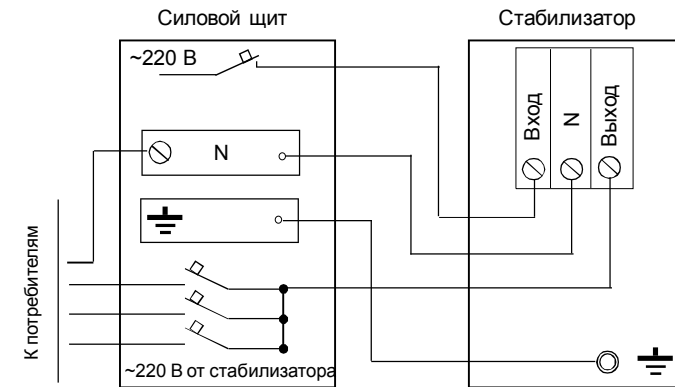 Силовой щит
Стабилизатор
~220 В
Вход
N
Выход
N
К потребителям
~220 В от стабилизатора